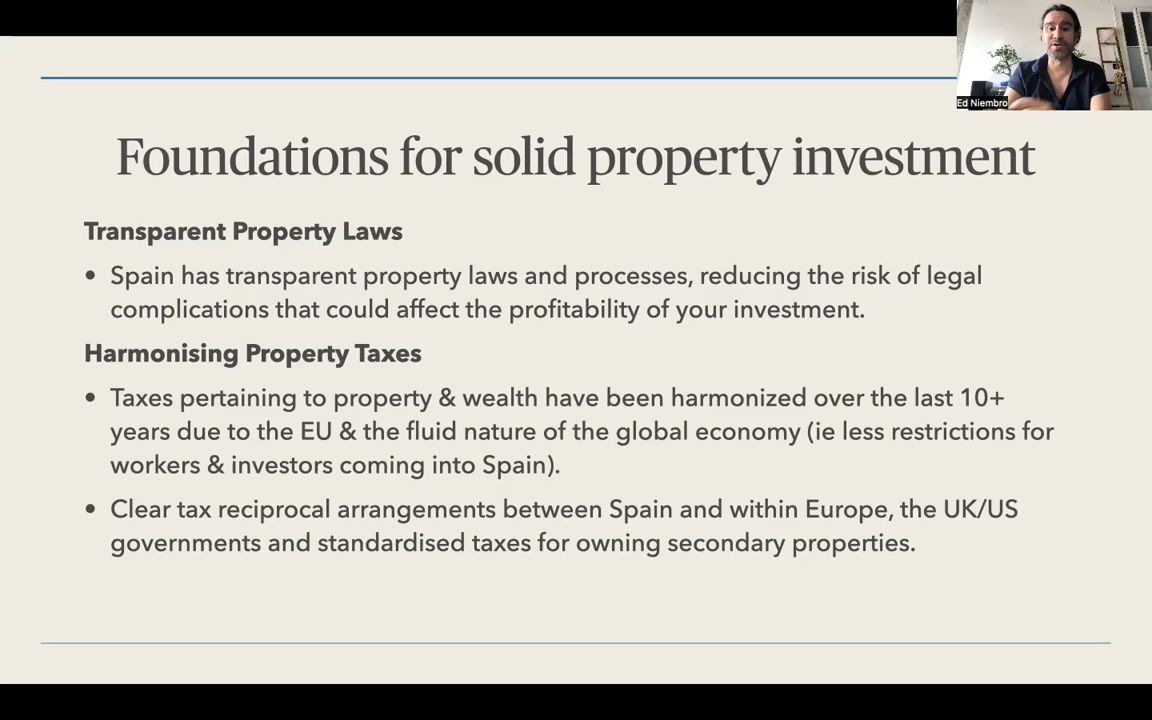 Ed Niembro
Foundations for solid property investment
Transparent Property Laws
• Spain has transparent property laws and processes, reducing the risk of legal
complications that could affect the profitability of your investment.
Harmonising Property Taxes
• Taxes pertaining to property & wealth have been harmonized over the last 10+
years due to the EU & the fluid nature of the global economy (ie less restrictions for
workers & investors coming into Spain).
• Clear tax reciprocal arrangements between Spain and within Europe, the UK/US
governments and standardised taxes for owning secondary properties.